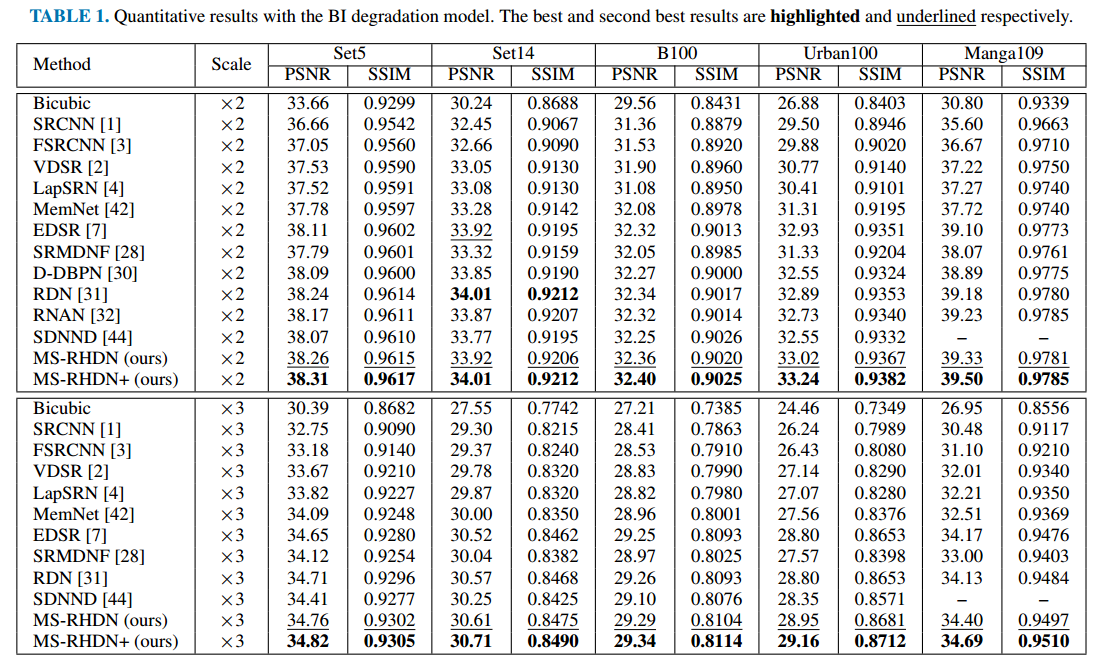 TABLE 1. Quantitative results with the BI degradation model. The best and second best results are highlighted and underlined respectively.
Method Scale Set5 Set14 B100 Urban100 Manga109
PSNR SSIM PSNR SSIM PSNR SSIM PSNR SSIM PSNR SSIM
Bicubic ×2 33.66 0.9299 30.24 0.8688 29.56 0.8431 26.88 0.8403 30.80 0.9339
SRCNN [1] ×2 36.66 0.9542 32.45 0.9067 31.36 0.8879 29.50 0.8946 35.60 0.9663
FSRCNN [3] ×2 37.05 0.9560 32.66 0.9090 31.53 0.8920 29.88 0.9020 36.67 0.9710
VDSR [2] ×2 37.53 0.9590 33.05 0.9130 31.90 0.8960 30.77 0.9140 37.22 0.9750
LapSRN [4] ×2 37.52 0.9591 33.08 0.9130 31.08 0.8950 30.41 0.9101 37.27 0.9740
MemNet [42] ×2 37.78 0.9597 33.28 0.9142 32.08 0.8978 31.31 0.9195 37.72 0.9740
EDSR [7] ×2 38.11 0.9602 33.92 0.9195 32.32 0.9013 32.93 0.9351 39.10 0.9773
SRMDNF [28] ×2 37.79 0.9601 33.32 0.9159 32.05 0.8985 31.33 0.9204 38.07 0.9761
D-DBPN [30] ×2 38.09 0.9600 33.85 0.9190 32.27 0.9000 32.55 0.9324 38.89 0.9775
RDN [31] ×2 38.24 0.9614 34.01 0.9212 32.34 0.9017 32.89 0.9353 39.18 0.9780
RNAN [32] ×2 38.17 0.9611 33.87 0.9207 32.32 0.9014 32.73 0.9340 39.23 0.9785
SDNND [44] ×2 38.07 0.9610 33.77 0.9195 32.25 0.9026 32.55 0.9332 – –
MS-RHDN (ours) ×2 38.26 0.9615 33.92 0.9206 32.36 0.9020 33.02 0.9367 39.33 0.9781
MS-RHDN+ (ours) ×2 38.31 0.9617 34.01 0.9212 32.40 0.9025 33.24 0.9382 39.50 0.9785
Bicubic ×3 30.39 0.8682 27.55 0.7742 27.21 0.7385 24.46 0.7349 26.95 0.8556
SRCNN [1] ×3 32.75 0.9090 29.30 0.8215 28.41 0.7863 26.24 0.7989 30.48 0.9117
FSRCNN [3] ×3 33.18 0.9140 29.37 0.8240 28.53 0.7910 26.43 0.8080 31.10 0.9210
VDSR [2] ×3 33.67 0.9210 29.78 0.8320 28.83 0.7990 27.14 0.8290 32.01 0.9340
LapSRN [4] ×3 33.82 0.9227 29.87 0.8320 28.82 0.7980 27.07 0.8280 32.21 0.9350
MemNet [42] ×3 34.09 0.9248 30.00 0.8350 28.96 0.8001 27.56 0.8376 32.51 0.9369
EDSR [7] ×3 34.65 0.9280 30.52 0.8462 29.25 0.8093 28.80 0.8653 34.17 0.9476
SRMDNF [28] ×3 34.12 0.9254 30.04 0.8382 28.97 0.8025 27.57 0.8398 33.00 0.9403
RDN [31] ×3 34.71 0.9296 30.57 0.8468 29.26 0.8093 28.80 0.8653 34.13 0.9484
SDNND [44] ×3 34.41 0.9277 30.25 0.8425 29.10 0.8076 28.35 0.8571 – –
MS-RHDN (ours) ×3 34.76 0.9302 30.61 0.8475 29.29 0.8104 28.95 0.8681 34.40 0.9497
MS-RHDN+ (ours) ×3 34.82 0.9305 30.71 0.8490 29.34 0.8114 29.16 0.8712 34.69 0.9510